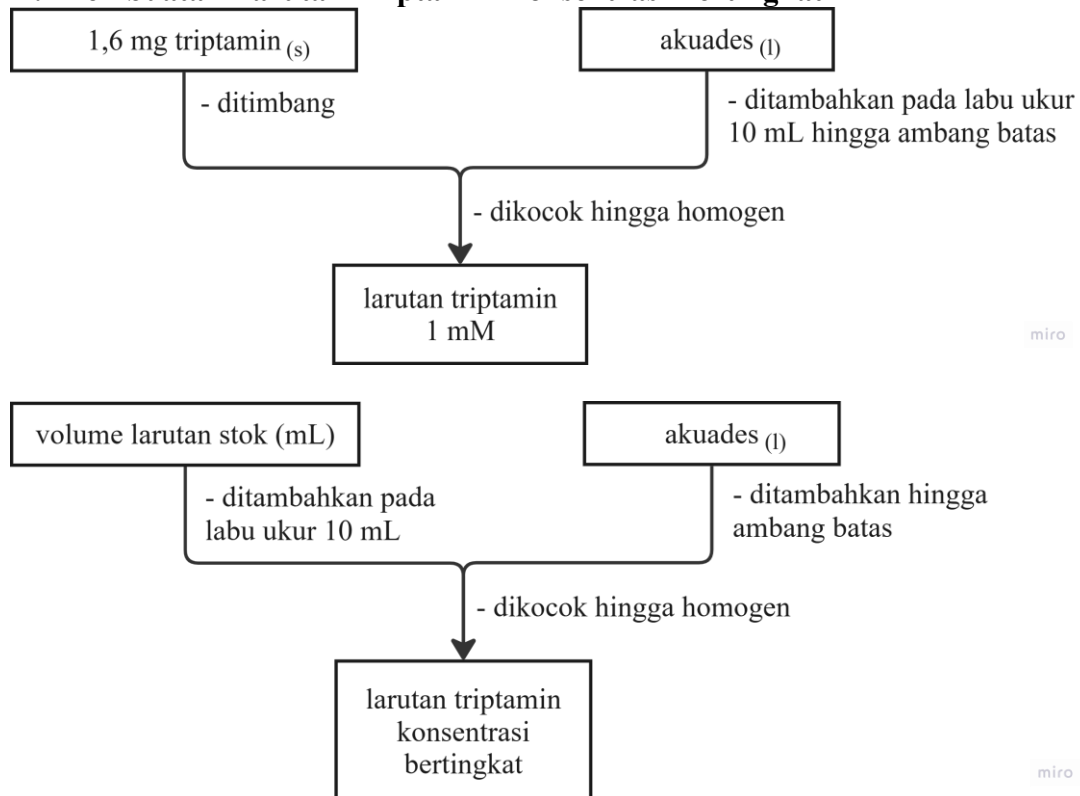 1,6 mg triptamin (s)
akuades (l)
- ditimbang
- ditambahkan pada labu ukur
10 mL hingga ambang batas
- dikocok hingga homogen
larutan triptamin
1 mM
miro
volume larutan stok (mL)
akuades (l)
- ditambahkan pada
labu ukur 10 mL
- ditambahkan hingga
ambang batas
- dikocok hingga homogen
larutan triptamin
konsentrasi
bertingkat
miro